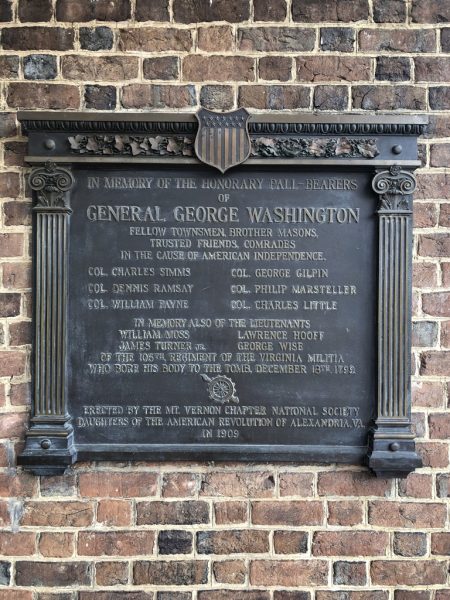 IN MEMORY OF THE HONORARY PALL-BEARERS
OF
GENERAL GEORGE WASHINGTON
FELLOW TOWNSMEN, BROTHER MASONS,
TRUSTED FRIENDS, COMRADES
IN THE CAUSE OF AMERICAN INDEPENDENCE.
COL. CHARLES SIMMS COL. GEORGE GILPIN
COL. DENNIS RAMSAY COL. PHILIP MARSTELLER
COL. WILLIAM PAYNE COL. CHARLES LITTLE
IN MEMORY ALSO OF THE LIEUTENANTS
WILLIAM MOSS LAWRENCE HOOFF
JAMES TURNER JR. GEORGE WISE
OF THE 106TH REGIMENT OF THE VIRGINIA MILITIA
WHO BORE HIS BODY TO THE TOMB, DECEMBER 18TH,
ERECTED BY THE MT. VERNON CHAPTER NATIONAL SOCIETY
DAUGHTERS OF THE AMERICAN REVOLUTION OF ALEXANDRIA, VA.
IN 1909